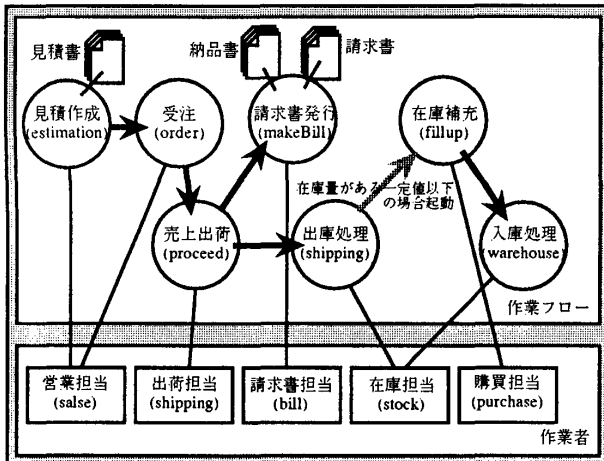 見積書
納品書
請求書
見積作成
(estimation)
受注
(order)
請求書発行
(makeBill)
在庫補充
(fillup)
在庫量がある一定値以下
の場合起動
売上出荷
(proceed)
出庫処理
(shipping)
入庫処理
(warehouse)
作業フロー
営業担当
(salse)
出荷担当
(shipping)
請求書担当
(bill)
在庫担当
(stock)
購買担当
(purchase)
作業者